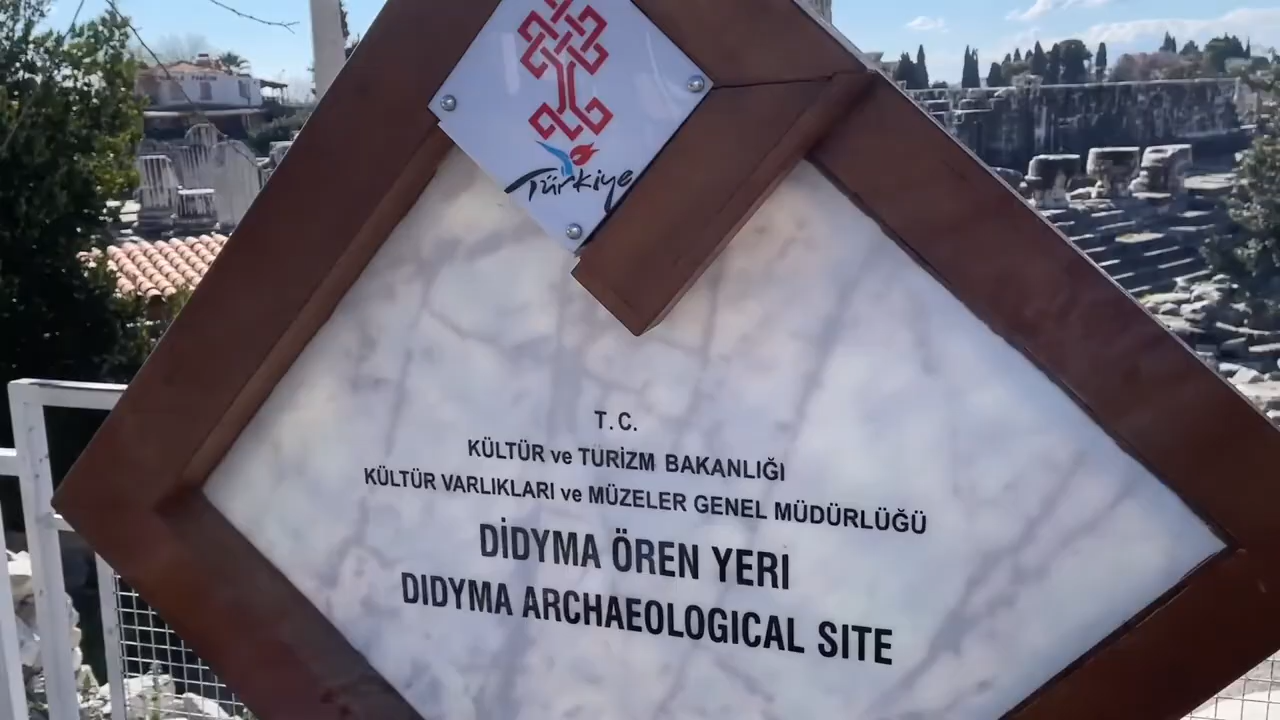 Türkiye
T.C.
KÜLTÜR ve TURİZM BAKANLIĞI
KÜLTÜR VARLIKLARI ve MÜZELER GENEL MÜDÜRLÜĞÜ
DİDYMA ÖREN YERI
DIDYMA ARCHAEOLOGICAL SITE